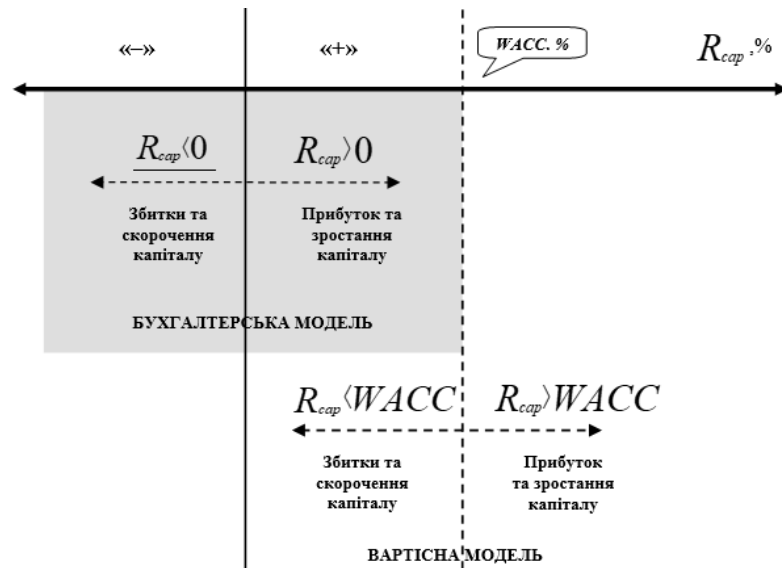 «–»
«+»
WACC. %
R_cap ,%
R_cap⟨0
R_cap⟩0
Збитки та
скорочення
капіталу
Прибуток та
зростання
капіталу
БУХГАЛТЕРСЬКА МОДЕЛЬ
R_cap⟨WACC
R_cap⟩WACC
Збитки та
скорочення
капіталу
Прибуток
та зростання
капіталу
ВАРТІСНА МОДЕЛЬ